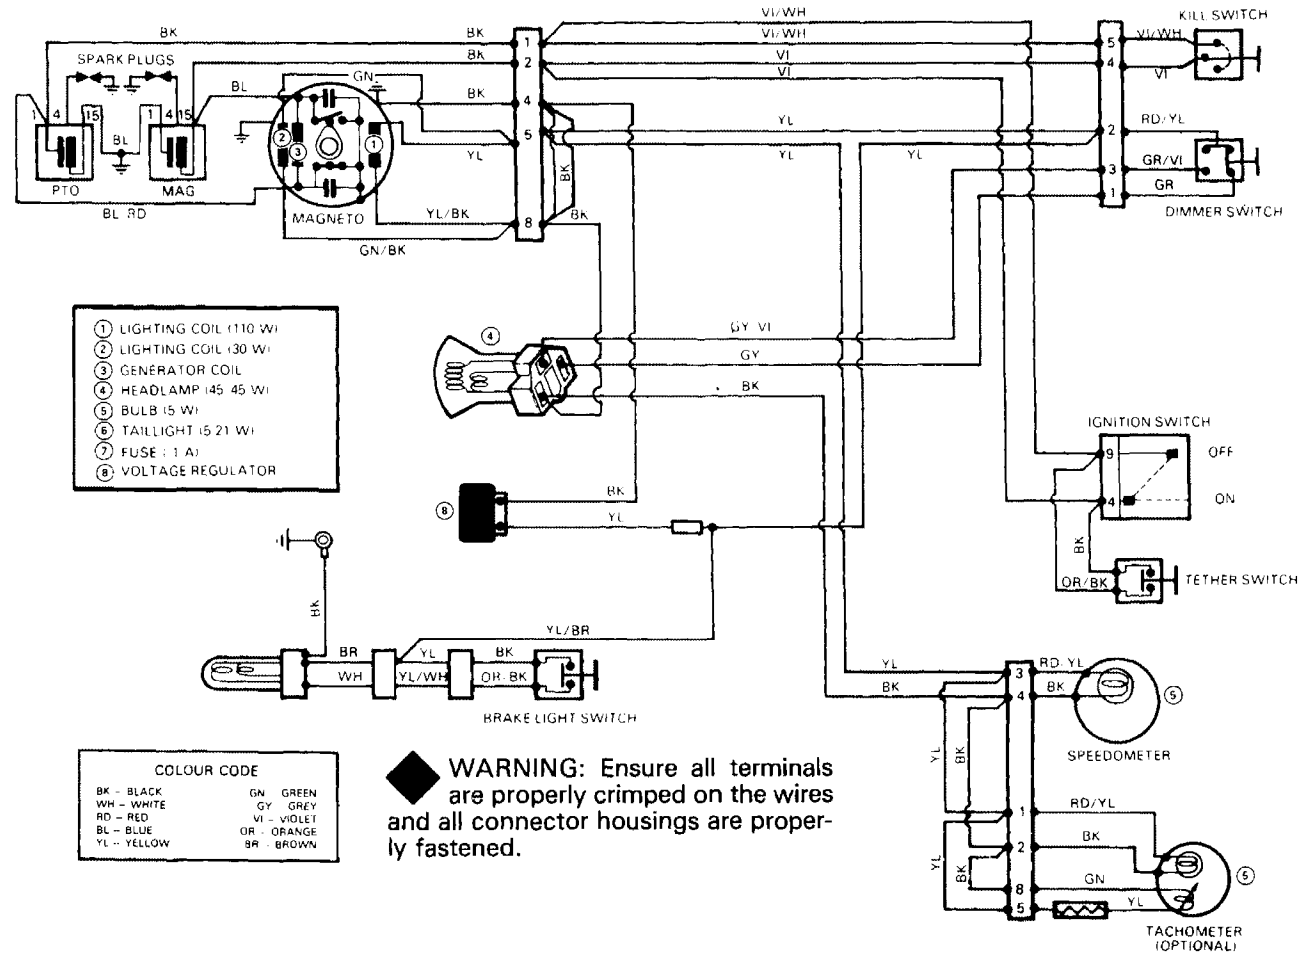 VI/WH
KILL SWITCH
BK
BK
VI/WH
VI/WH
1
5
SPARK PLUGS
BK
VI
2
4
VI
GN
VI
BL
BK
4
1 4 15
1 4 15
YL
RD/YL
5
2
BL
2
3
1
YL
YL
YL
GR/VI
BK
3
PTO
MAG
GR
1
BL RD
MAGNETO
YL/BK
8
BK
DIMMER SWITCH
GN/BK
1 LIGHTING COIL (110 W)
2 LIGHTING COIL (30 W)
3 GENERATOR COIL
4 HEADLAMP (45 45 W)
5 BULB (5 W)
6 TAILLIGHT (5 21 W)
7 FUSE (.1 A)
8 VOLTAGE REGULATOR
4
GY VI
GY
BK
IGNITION SWITCH
9
OFF
8
BK
4
ON
YL
BK
BK
OR/BK
TETHER SWITCH
YL/BR
BR
YL
BK
WH
YL/WH
OR-BK
YL
3
RD-YL
BK
4
BK
5
BRAKE LIGHT SWITCH
YL
BK
SPEEDOMETER
COLOUR CODE
BK - BLACK
GN GREEN
WH - WHITE
GY GREY
RD - RED
VI - VIOLET
BL - BLUE
OR - ORANGE
YL - YELLOW
BR - BROWN
WARNING: Ensure all terminals
are properly crimped on the wires
and all connector housings are proper-
ly fastened.
1
RD/YL
2
BK
YL
BK
8
GN
5
5
YL
TACHOMETER
(OPTIONAL)